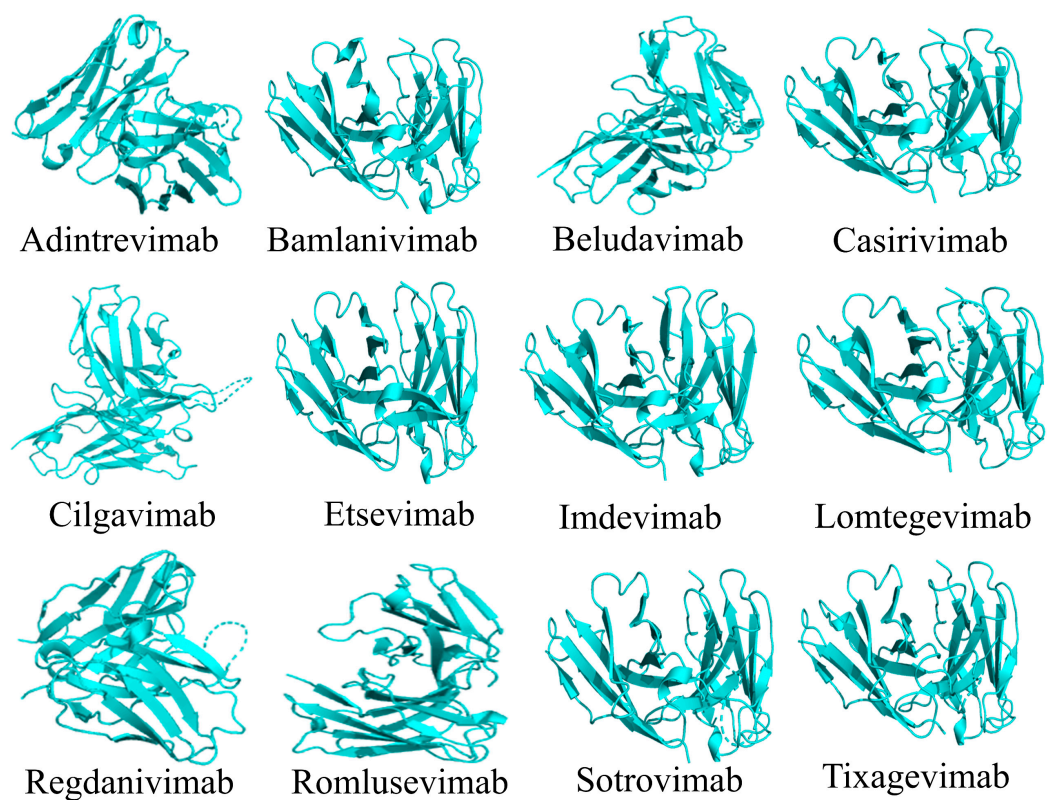 Adintrevimab
Bamlanivimab
Beludavimab
Casirivimab
Cilgavimab
Etsevimab
Imdevimab
Lomtegevimab
Regdanivimab
Romlusevimab
Sotrovimab
Tixagevimab